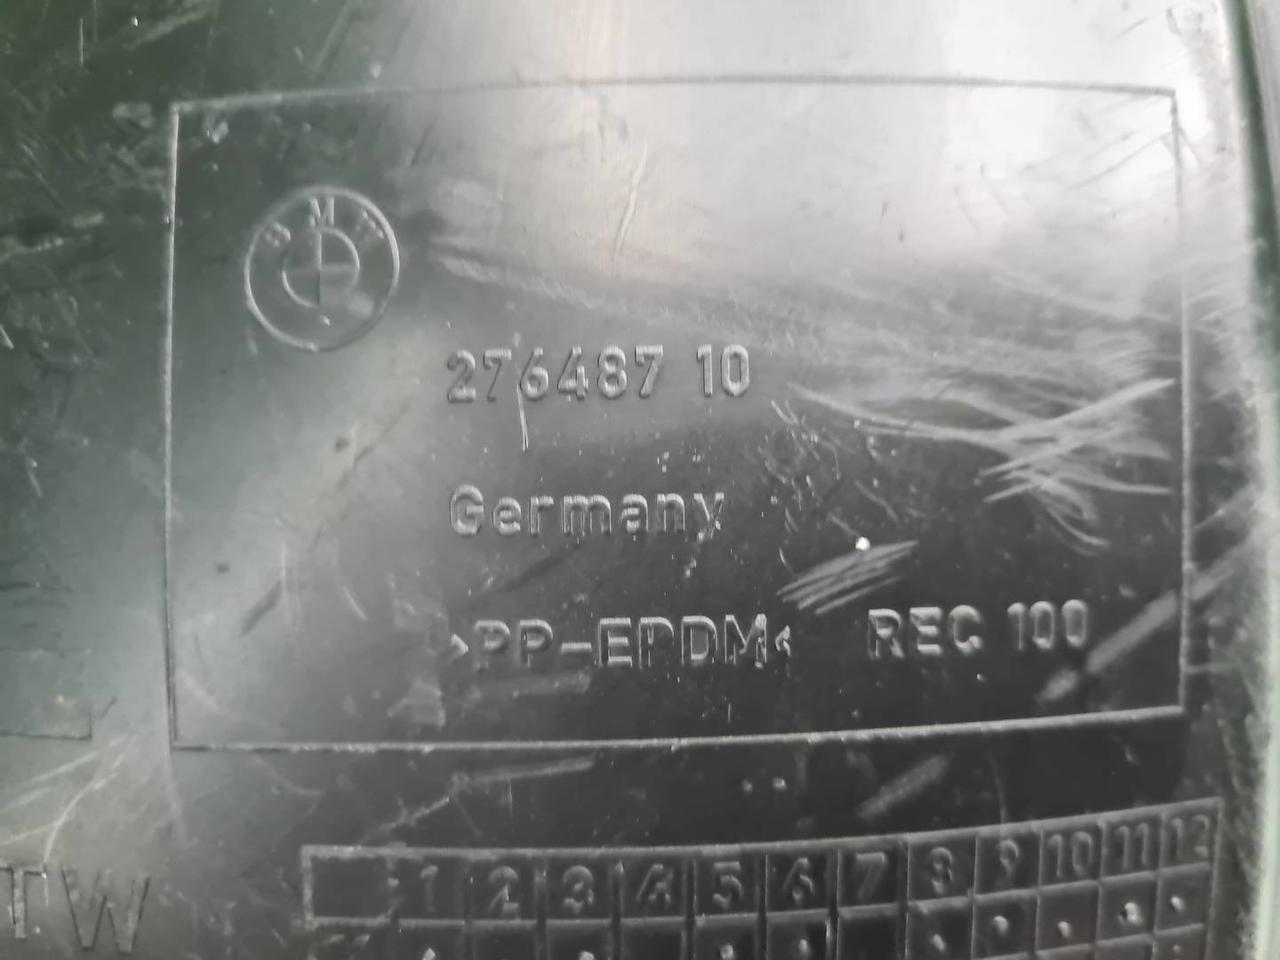 BMW
276487 10
Germany
>PP-EPDM< REC 100
TW
1 2 3 4 5 6 7 8 9 10 11 12